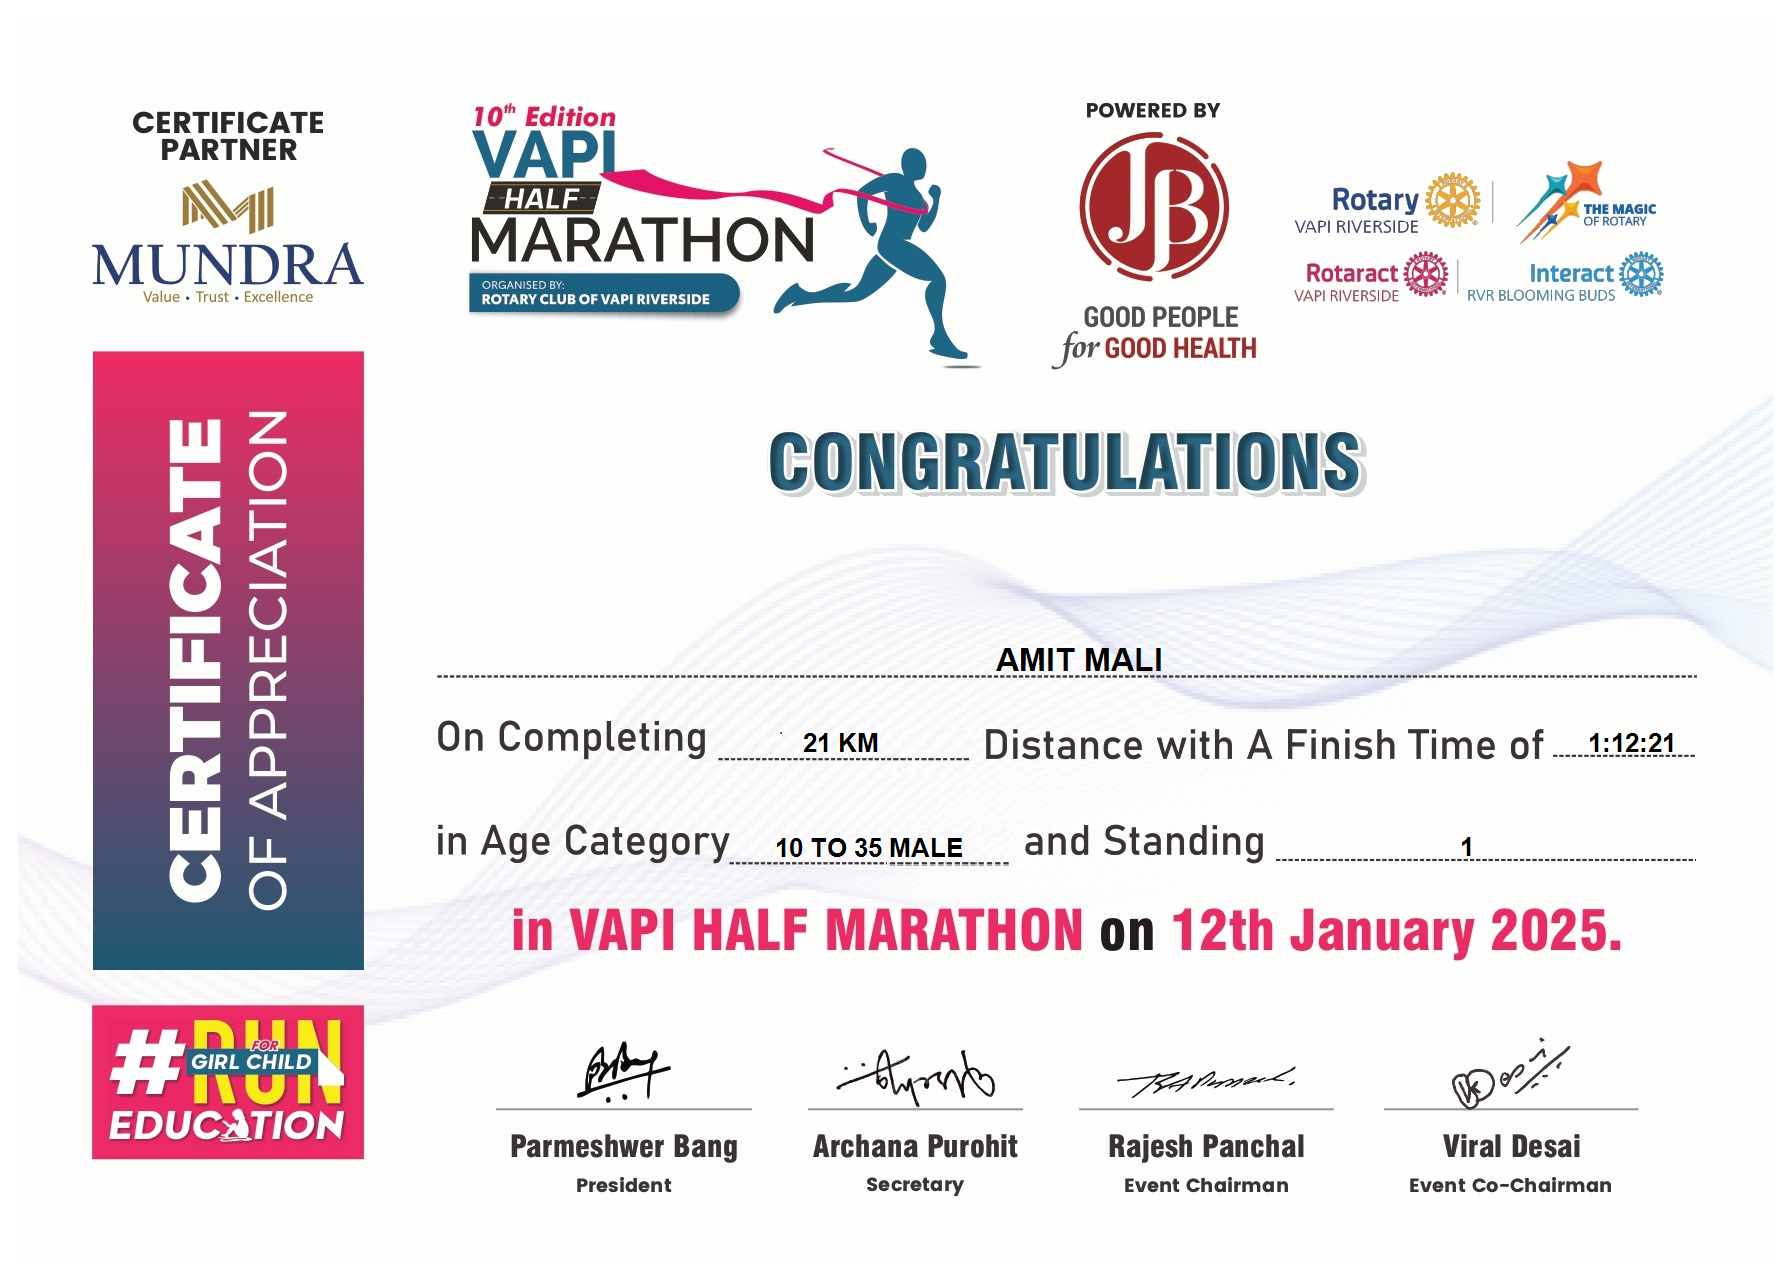 CERTIFICATE
PARTNER
MUNDRA
Value • Trust • Excellence
10th Edition
VAPI
HALF
MARATHON
ORGANISED BY:
ROTARY CLUB OF VAPI RIVERSIDE
POWERED BY
JB
GOOD PEOPLE
for GOOD HEALTH
Rotary
VAPI RIVERSIDE
THE MAGIC
OF ROTARY
Rotaract
VAPI RIVERSIDE
Interact
RVR BLOOMING BUDS
CERTIFICATE
OF APPRECIATION
CONGRATULATIONS
AMIT MALI
On Completing 21 KM Distance with A Finish Time of 1:12:21
in Age Category 10 TO 35 MALE and Standing 1
in VAPI HALF MARATHON on 12th January 2025.
#RUN
FOR
GIRL CHILD
EDUCATION
Parmeshwer Bang
President
Archana Purohit
Secretary
Rajesh Panchal
Event Chairman
Viral Desai
Event Co-Chairman